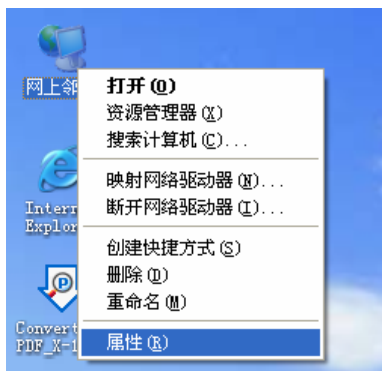 网上邻
打开(O)
资源管理器(X)
搜索计算机(C)...
映射网络驱动器(N)...
断开网络驱动器(I)...
创建快捷方式(S)
删除(D)
重命名(M)
属性(R)
Intern
Explor
Convert
PDF_X-1